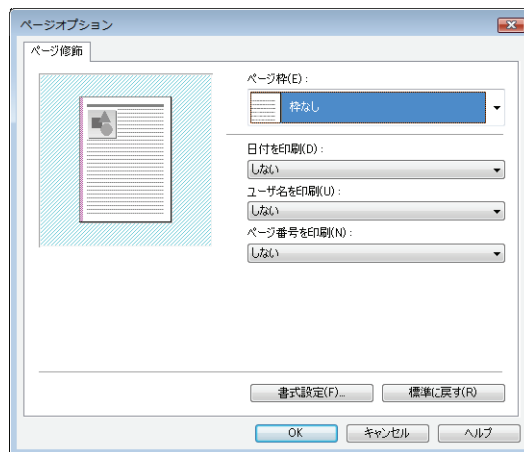 ページオプション
ページ修飾
ページ枠(E) :
枠なし
日付を印刷(D) :
しない
ユーザ名を印刷(U) :
しない
ページ番号を印刷(N) :
しない
書式設定(F)... 標準に戻す(R)
OK キャンセル ヘルプ